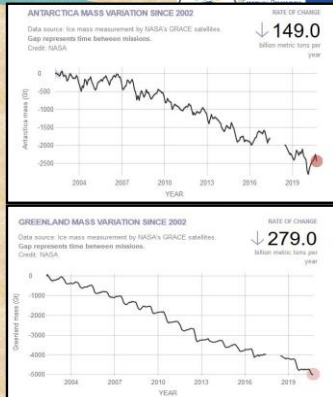 ANTARCTICA MASS VARIATION SINCE 2002
Data source: Ice mass measurement by NASA's GRACE satellites.
Gap represents time between missions.
Credit: NASA
RATE OF CHANGE
↓ 149.0
billion metric tons per
year
Antarctica mass (Gt)
0
-500
-1000
-1500
-2000
-2500
2004
2007
2010
2013
2016
2019
YEAR
GREENLAND MASS VARIATION SINCE 2002
Data source: Ice mass measurement by NASA's GRACE satellites.
Gap represents time between missions.
Credit: NASA
RATE OF CHANGE
↓ 279.0
billion metric tons per
year
Greenland mass (Gt)
0
-1000
-2000
-3000
-4000
-5000
2004
2007
2010
2013
2016
2019
YEAR